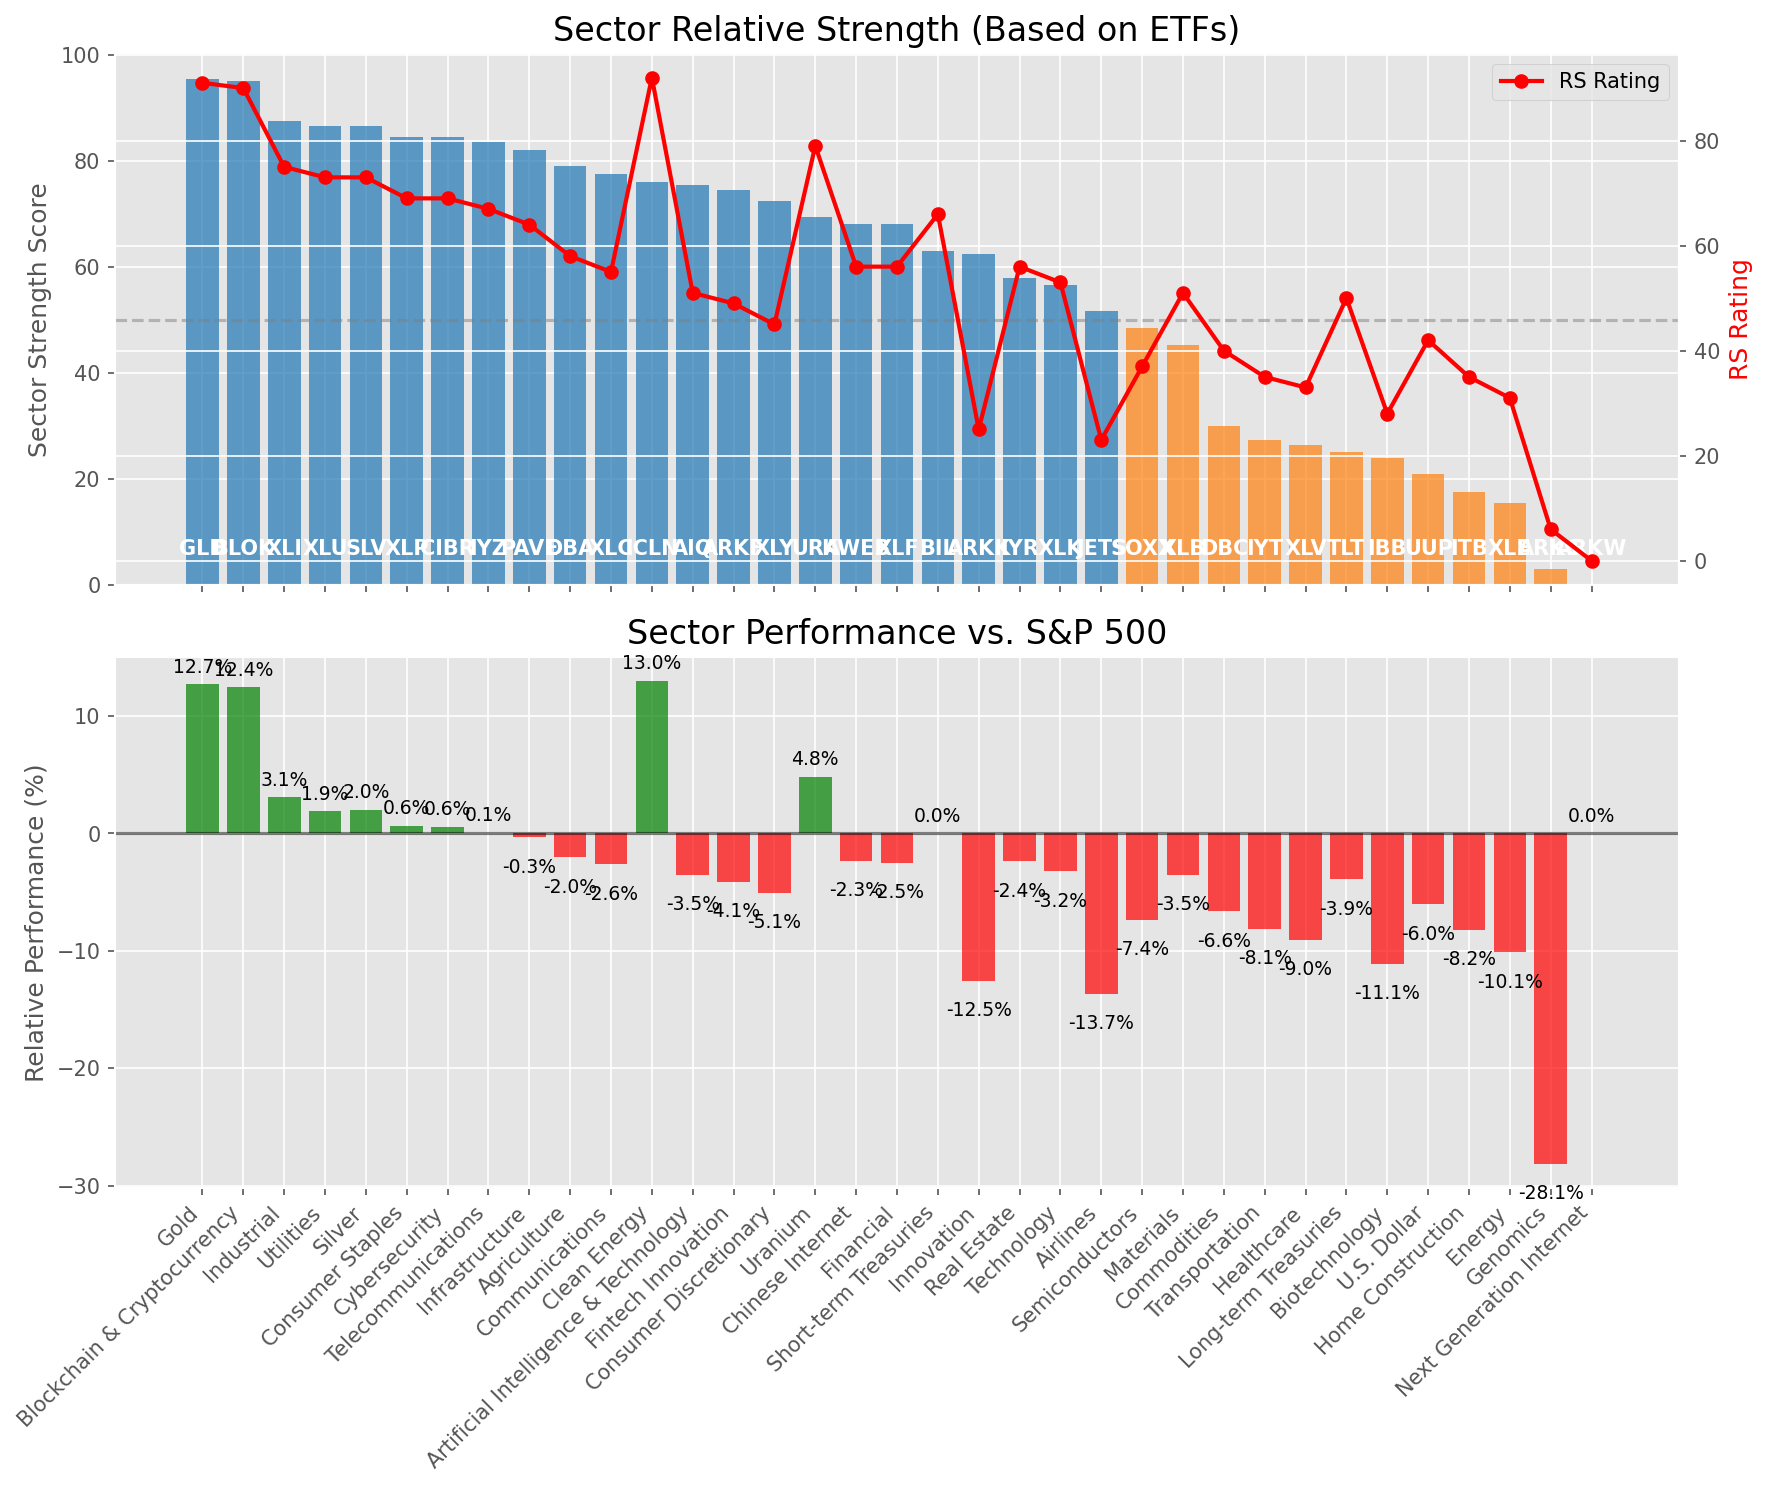 Sector Relative Strength (Based on ETFs)
Sector Strength Score
100
80
60
40
20
0
RS Rating
80
60
40
20
0
RS Rating
GLD BLOK XLI XLU SLV XLP CIBR IYZ PAVE DBA XLC ICLN AIQ ARKF XLY URA KWEB XLF BIL ARKK IYR XLK JETS SOXX XLB DBC IYT XLV TLT IBB UUP ITB XLE ARKG ARKW
Sector Performance vs. S&P 500
Relative Performance (%)
10
0
−10
−20
−30
12.7% 12.4% 3.1% 1.9% 2.0% 0.6% 0.6% 0.1% -0.3% -2.0% -2.6% 13.0% -3.5% -4.1% -5.1% 4.8% -2.3% -2.5% 0.0% -12.5% -2.4% -3.2% -13.7% -7.4% -3.5% -6.6% -8.1% -9.0% -3.9% -11.1% -6.0% -8.2% -10.1% -28.1% 0.0%
Gold
Blockchain & Cryptocurrency
Industrial
Utilities
Silver
Consumer Staples
Cybersecurity
Telecommunications
Infrastructure
Agriculture
Communications
Clean Energy
Artificial Intelligence & Technology
Fintech Innovation
Consumer Discretionary
Uranium
Chinese Internet
Financial
Short-term Treasuries
Innovation
Real Estate
Technology
Airlines
Semiconductors
Materials
Commodities
Transportation
Healthcare
Long-term Treasuries
Biotechnology
U.S. Dollar
Home Construction
Energy
Genomics
Next Generation Internet